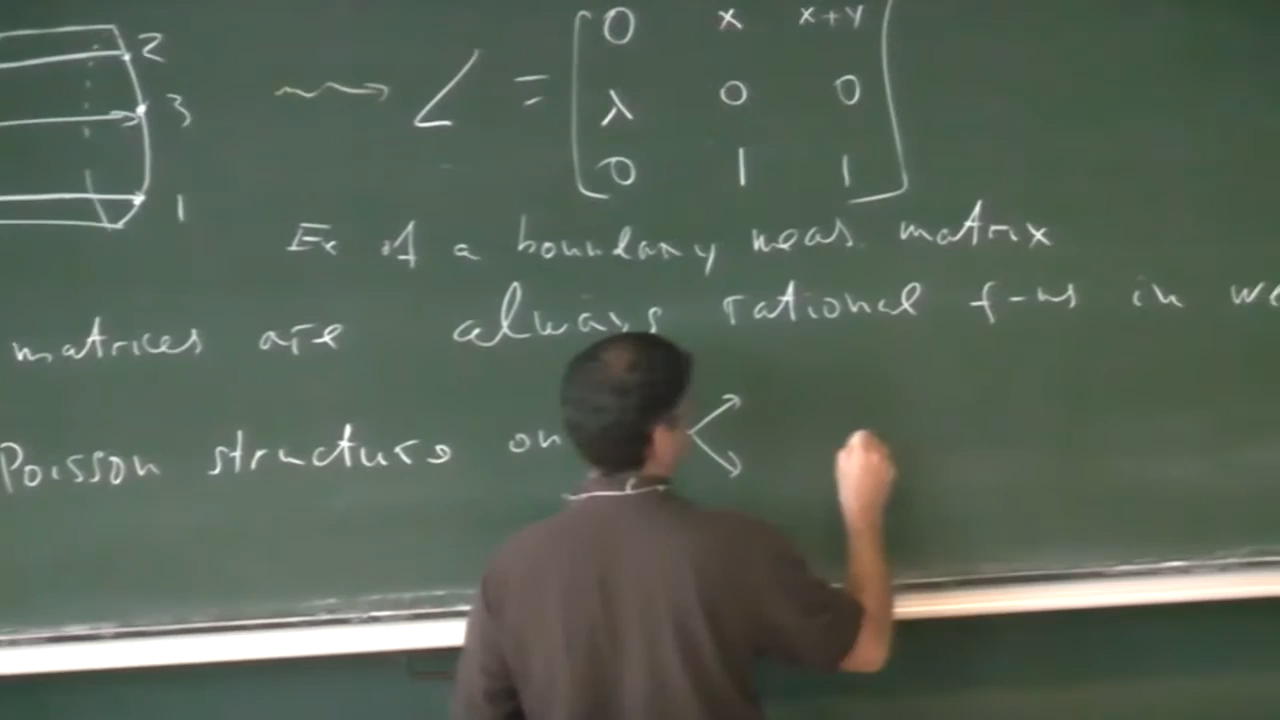 2
3
1
L = [ 0 x x+y
λ 0 0
0 1 1 ]
Ex of a boundary meas. matrix
matrices are always rational f-ns in
Poisson structure on